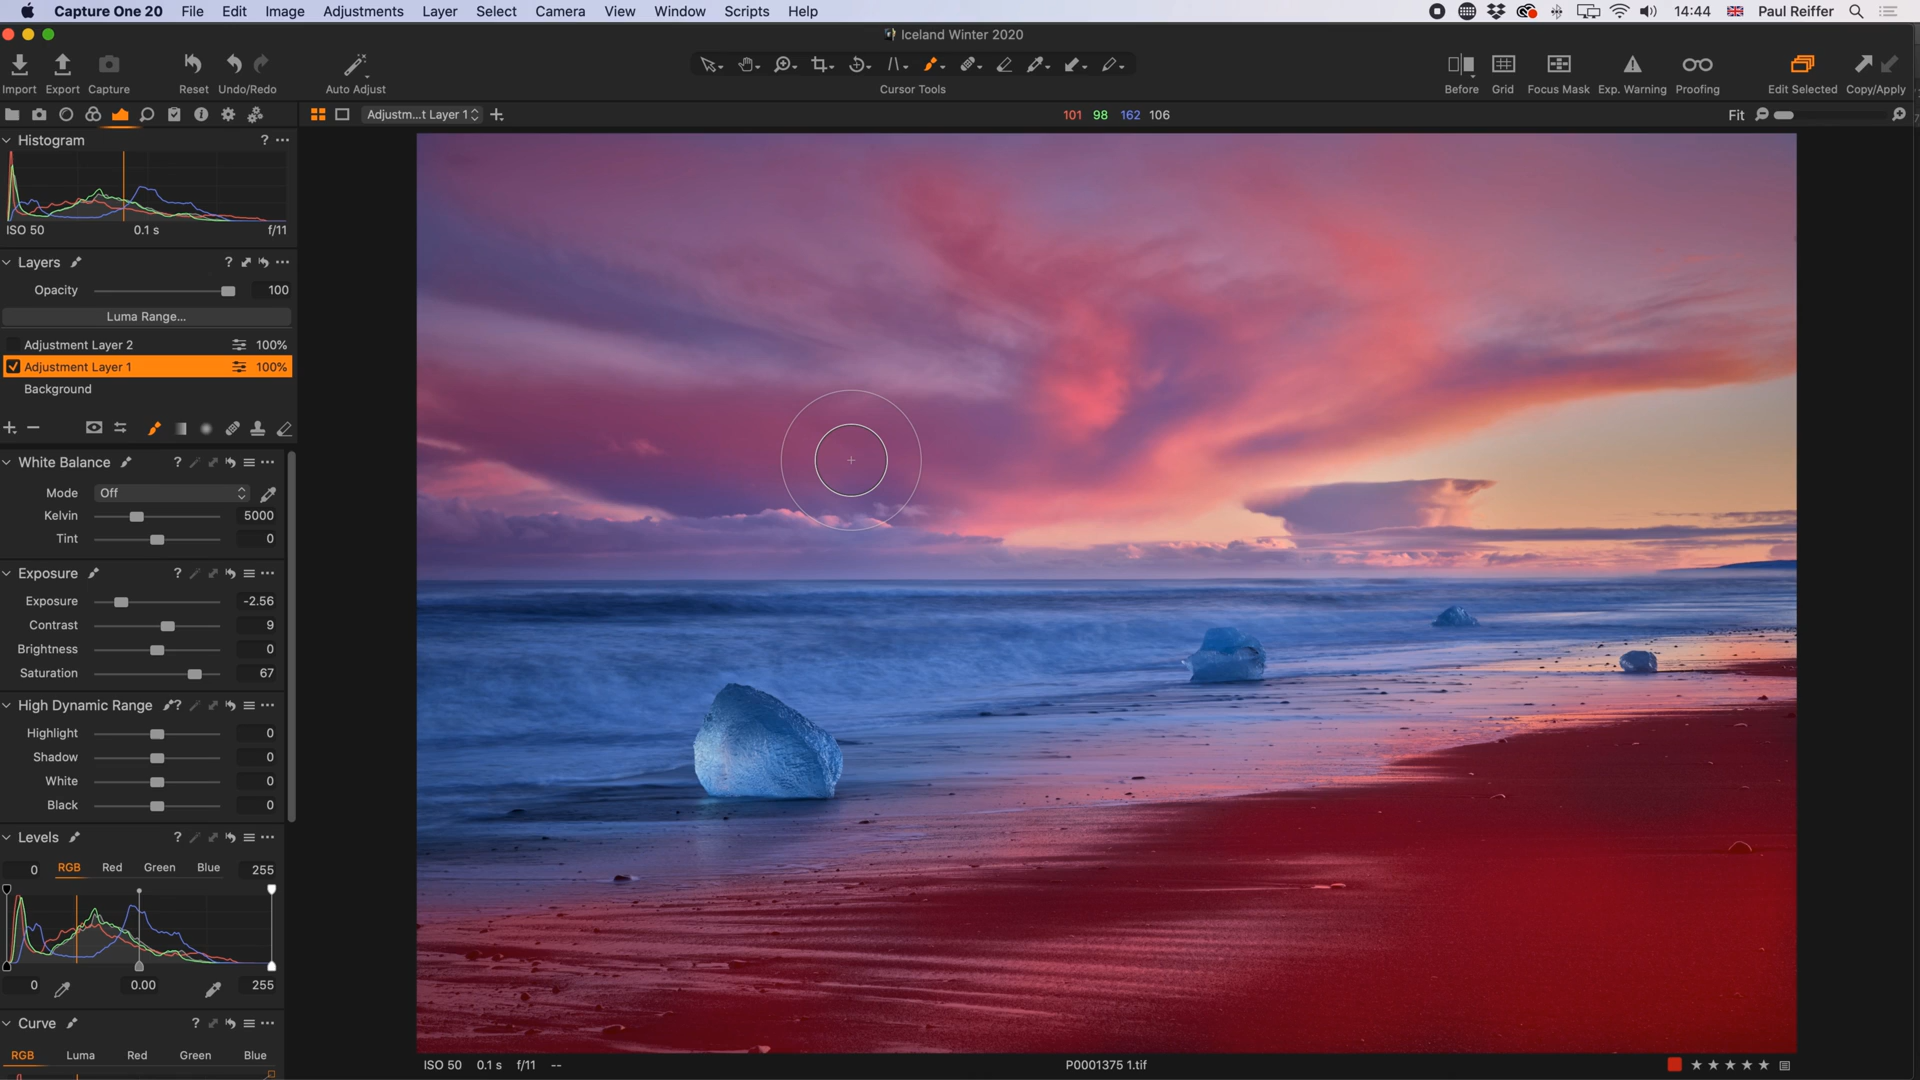 Capture One 20 File Edit Image Adjustments Layer Select Camera View Window Scripts Help 14:44 Paul Reiffer
Iceland Winter 2020
Import Export Capture Reset Undo/Redo Auto Adjust Cursor Tools Before Grid Focus Mask Exp. Warning Proofing Edit Selected Copy/Apply
Adjustm...t Layer 1 101 98 162 106 Fit
Histogram ?
ISO 50 0.1 s f/11
Layers ?
Opacity 100
Luma Range...
Adjustment Layer 2 100%
Adjustment Layer 1 100%
Background
White Balance ?
Mode Off
Kelvin 5000
Tint 0
Exposure ?
Exposure -2.56
Contrast 9
Brightness 0
Saturation 67
High Dynamic Range ?
Highlight 0
Shadow 0
White 0
Black 0
Levels ?
0 RGB Red Green Blue 255
0 0.00 255
Curve ?
RGB Luma Red Green Blue
ISO 50 0.1 s f/11 -- P0001375 1.tif